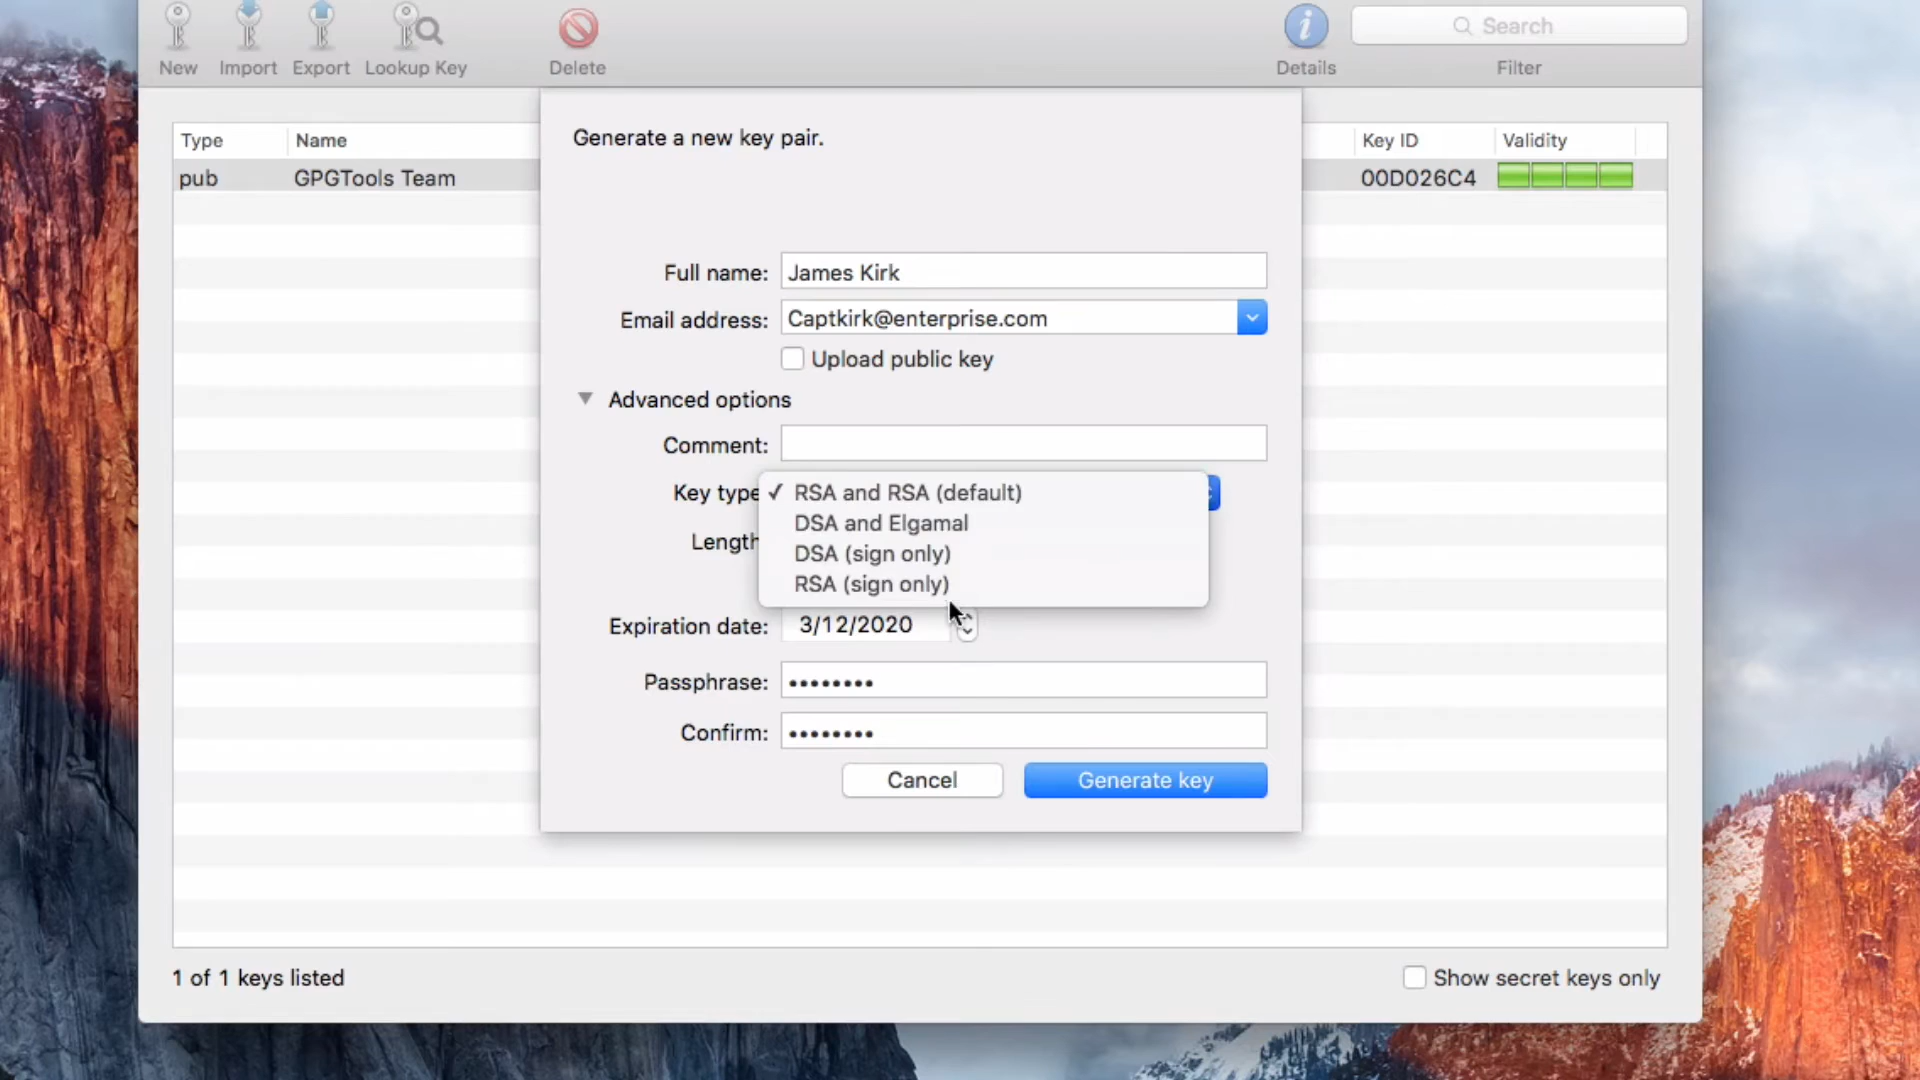 New Import Export Lookup Key Delete Details Search Filter
Generate a new key pair.
Type Name Key ID Validity
pub GPGTools Team 00D026C4
Full name: James Kirk
Email address: Captkirk@enterprise.com
Upload public key
Advanced options
Comment:
Key type ✓ RSA and RSA (default)
DSA and Elgamal
Length
DSA (sign only)
RSA (sign only)
Expiration date: 3/12/2020
Passphrase: ••••••••
Confirm: ••••••••
Cancel Generate key
1 of 1 keys listed Show secret keys only